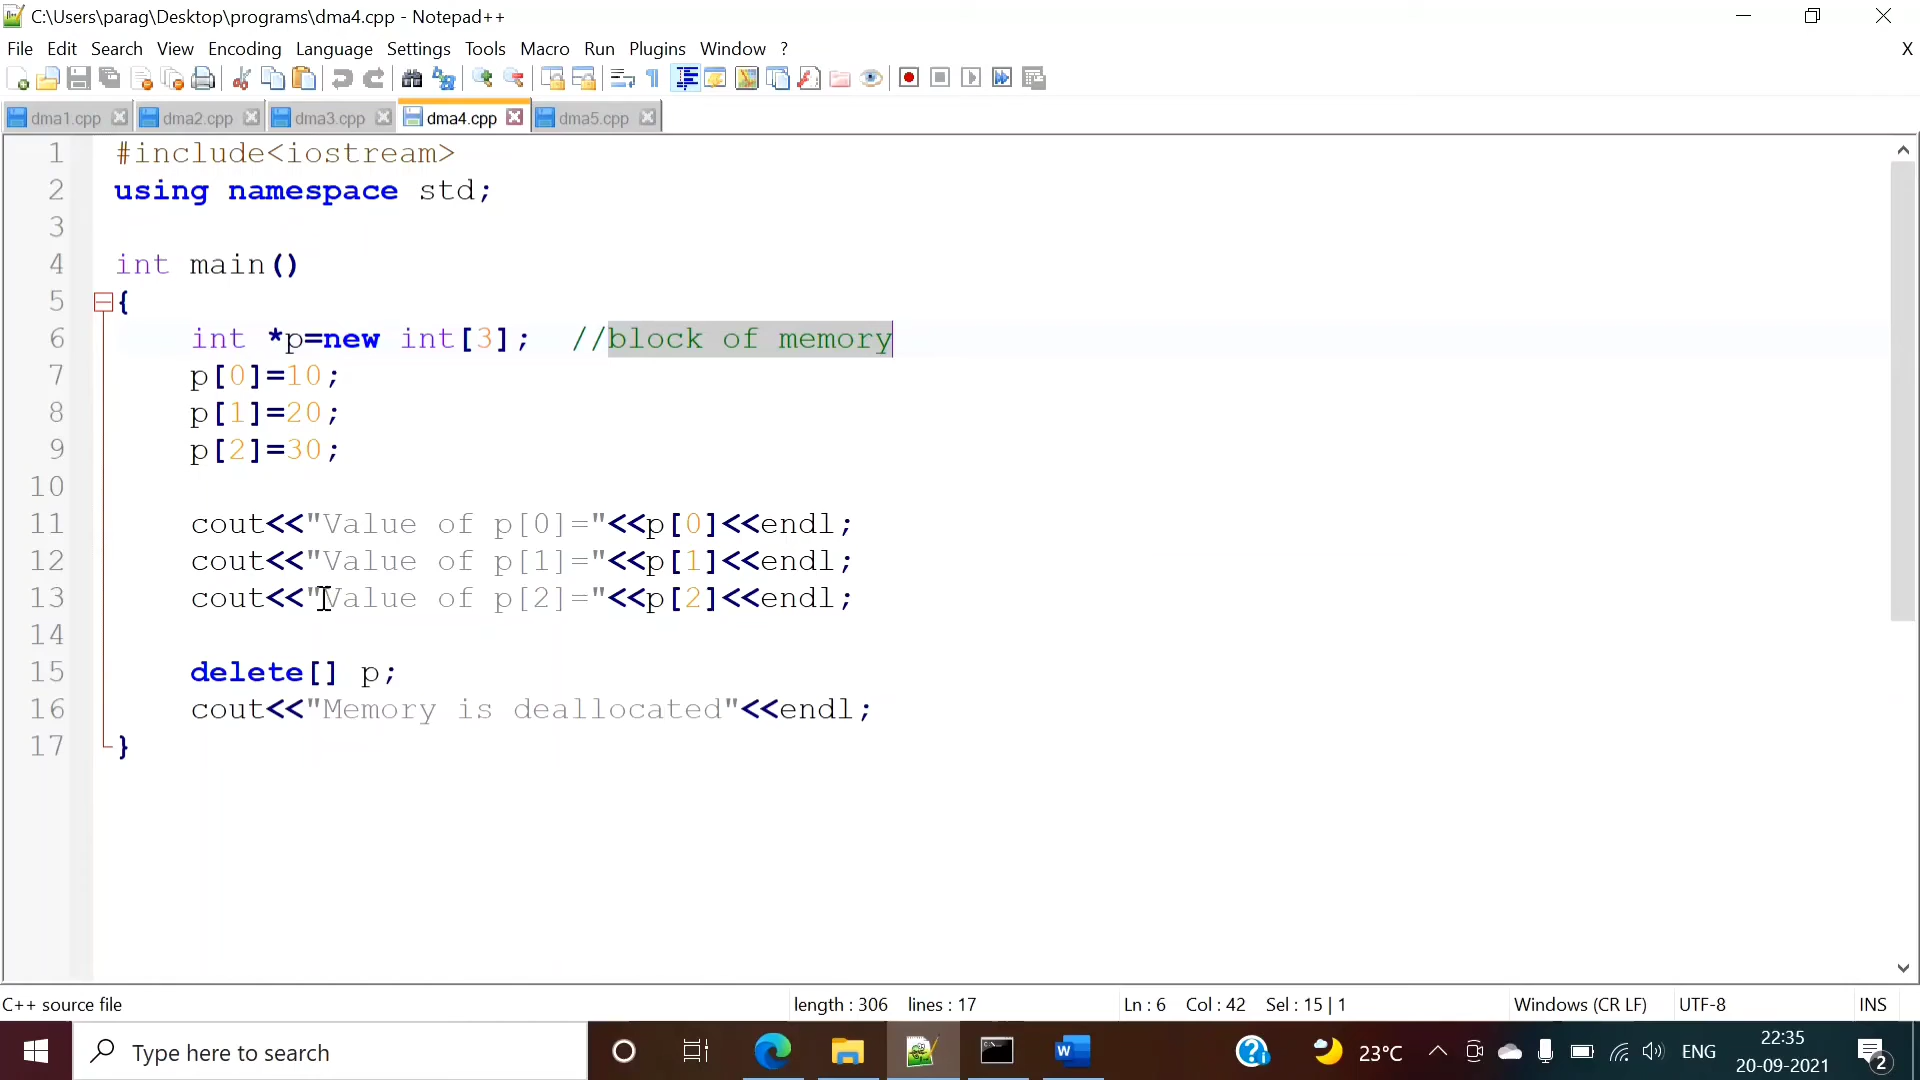 C:\Users\parag\Desktop\programs\dma4.cpp - Notepad++
File Edit Search View Encoding Language Settings Tools Macro Run Plugins Window ? X
dma1.cpp dma2.cpp dma3.cpp dma4.cpp dma5.cpp
1 #include<iostream>
2 using namespace std;
3
4 int main()
5 {
6 int *p=new int[3]; //block of memory
7 p[0]=10;
8 p[1]=20;
9 p[2]=30;
10
11 cout<<"Value of p[0]="<<p[0]<<endl;
12 cout<<"Value of p[1]="<<p[1]<<endl;
13 cout<<"Value of p[2]="<<p[2]<<endl;
14
15 delete[] p;
16 cout<<"Memory is deallocated"<<endl;
17 }
C++ source file length : 306 lines : 17 Ln : 6 Col : 42 Sel : 15 | 1 Windows (CR LF) UTF-8 INS
Type here to search 23°C ENG 22:35
20-09-2021 2